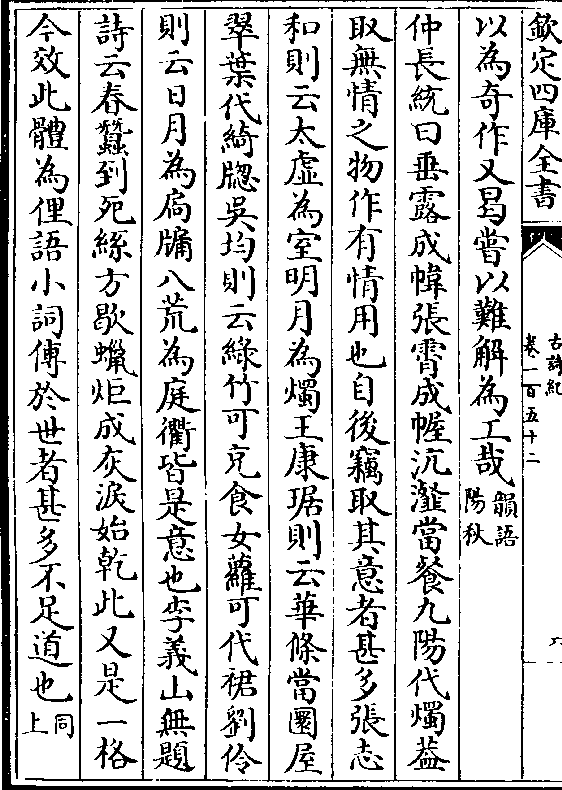 欽定四庫全書
古詩紀
卷一百五十二
六
以為奇作又曷嘗以難解為工哉韻語陽秋
仲長統曰垂露成幃張霄成幄沆瀣當餐九陽代燭葢
取無情之物作有情用也自後竊取其意者甚多張志
和則云太虛為室明月為燭王康琚則云華條當圜屋
翠葉代綺牕吳均則云綠竹可充食女蘿可代裙劉伶
則云日月為扃牖八荒為庭衢皆是意也李義山無題
詩云春蠶到死絲方歇蠟炬成灰淚始乾此又是一格
今效此體為俚語小詞傳於世者甚多不足道也同上